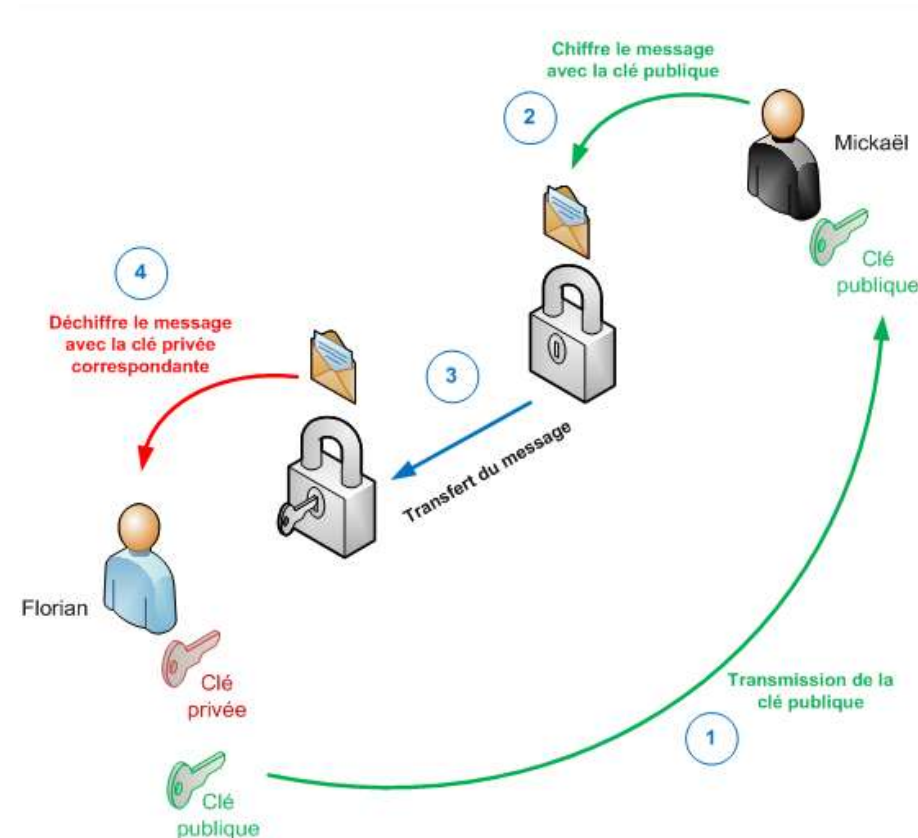 Chiffre le message
avec la clé publique
2
Mickaël
Clé
publique
4
Déchiffre le message
avec la clé privée
correspondante
3
Transfert du message
Florian
Clé
privée
Transmission de la
clé publique
1
Clé
publique